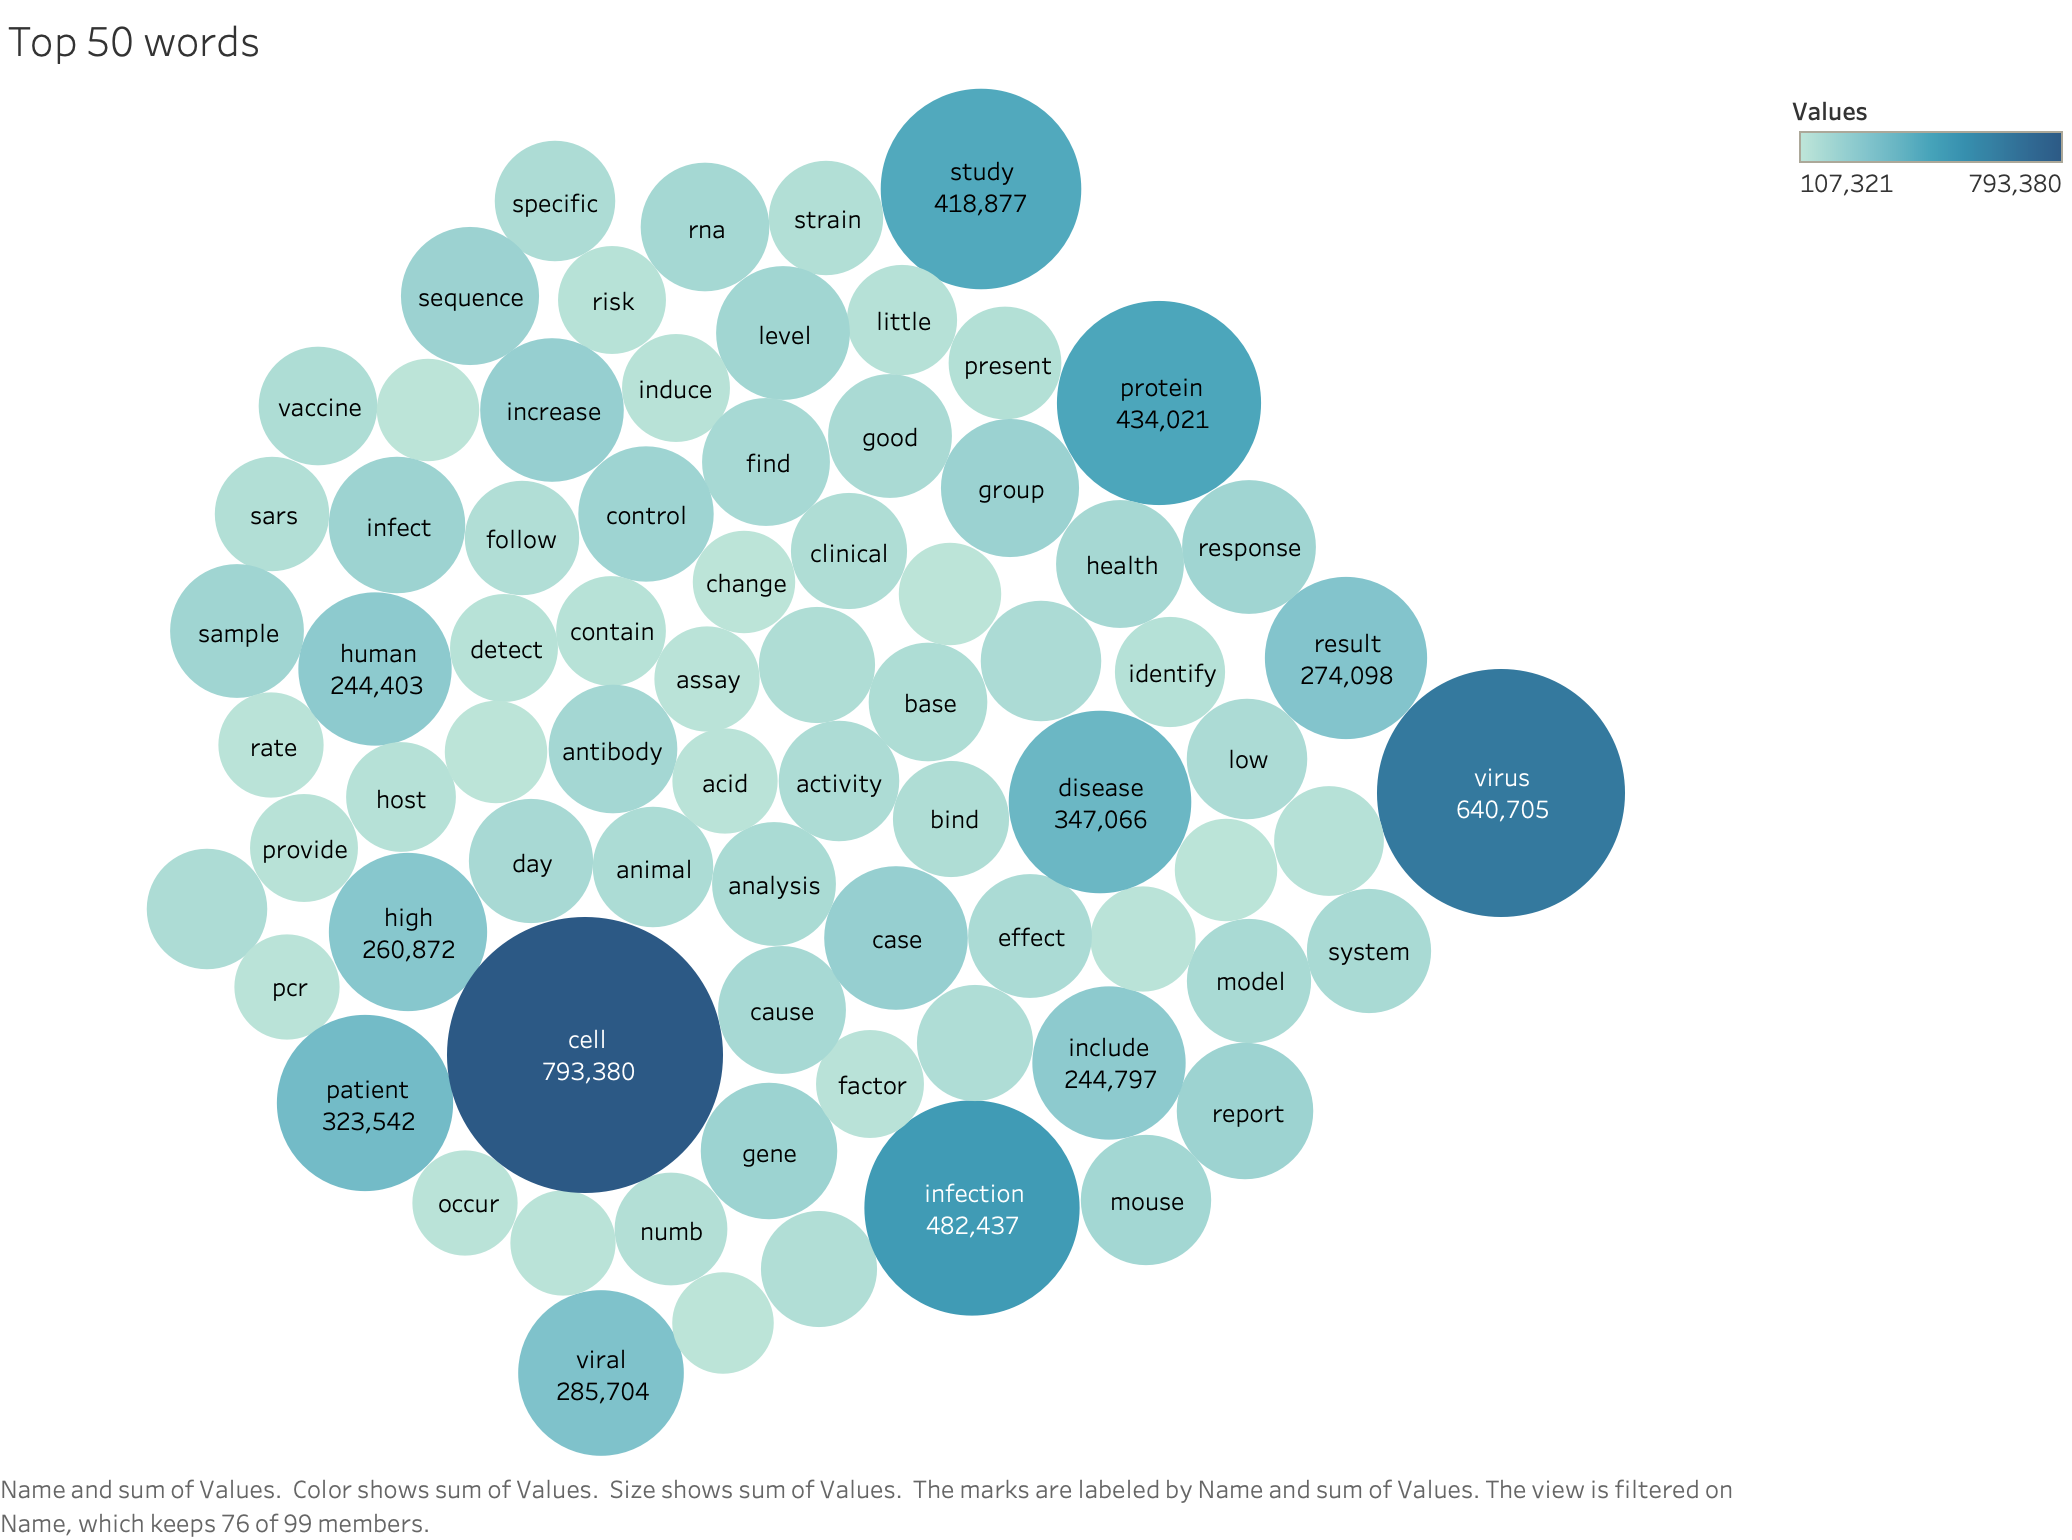 Top 50 words
Values
107,321
793,380
study
418,877
specific
rna
strain
sequence
risk
level
little
present
protein
434,021
vaccine
increase
induce
good
find
group
sars
infect
follow
control
clinical
health
response
change
sample
human
244,403
detect
contain
assay
base
identify
result
274,098
rate
host
antibody
acid
activity
bind
disease
347,066
low
virus
640,705
provide
day
animal
analysis
high
260,872
case
effect
model
system
pcr
cell
793,380
cause
patient
323,542
factor
include
244,797
report
gene
occur
numb
infection
482,437
mouse
viral
285,704
Name and sum of Values.  Color shows sum of Values.  Size shows sum of Values.  The marks are labeled by Name and sum of Values. The view is filtered on
Name, which keeps 76 of 99 members.